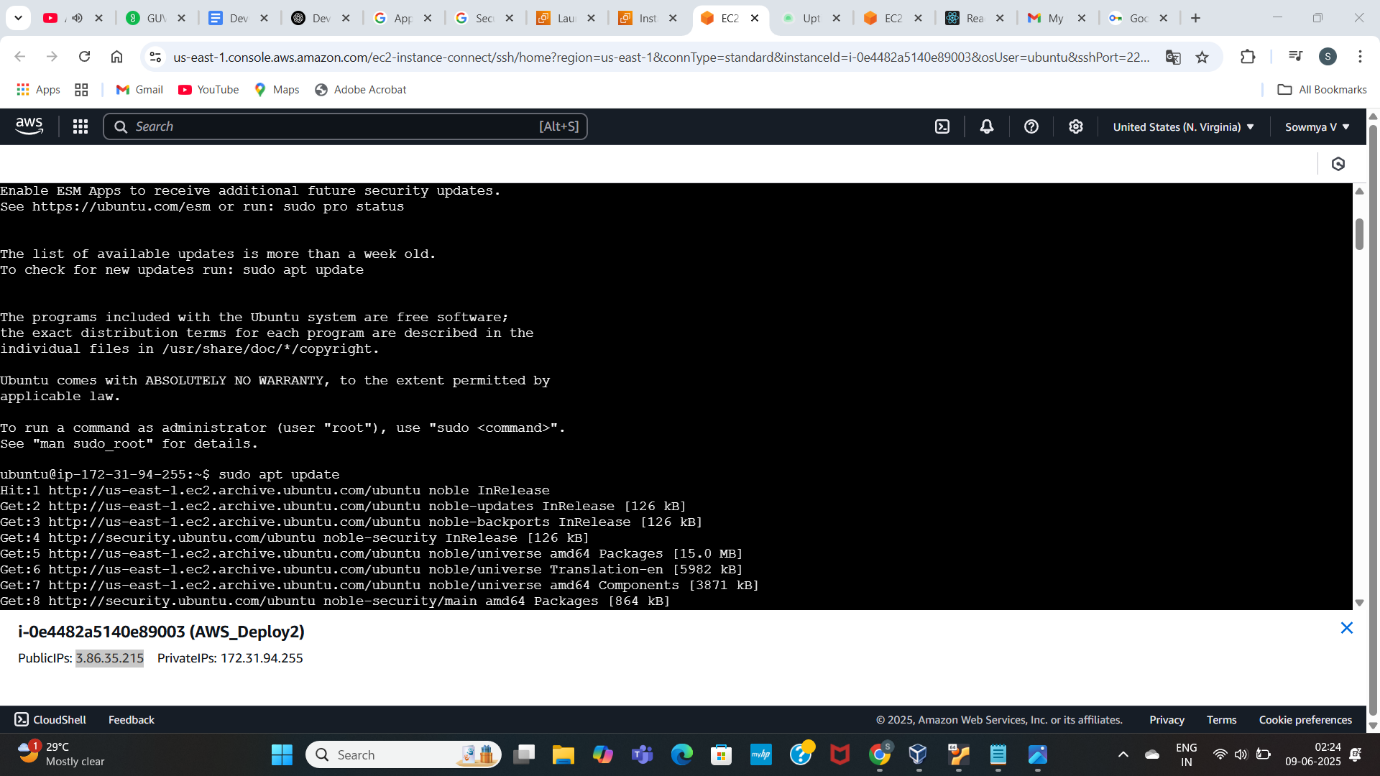 GUV
Dev
Dev
App
Sec
Lau
Inst
EC2
Upt
EC2
Rea
My
Goo
us-east-1.console.aws.amazon.com/ec2-instance-connect/ssh/home?region=us-east-1&connType=standard&instanceId=i-0e4482a5140e89003&osUser=ubuntu&sshPort=22...
S
Apps
Gmail
YouTube
Maps
Adobe Acrobat
All Bookmarks
aws
Search
[Alt+S]
United States (N. Virginia)
Sowmya V
Enable ESM Apps to receive additional future security updates.
See https://ubuntu.com/esm or run: sudo pro status
The list of available updates is more than a week old.
To check for new updates run: sudo apt update
The programs included with the Ubuntu system are free software;
the exact distribution terms for each program are described in the
individual files in /usr/share/doc/*/copyright.
Ubuntu comes with ABSOLUTELY NO WARRANTY, to the extent permitted by
applicable law.
To run a command as administrator (user "root"), use "sudo <command>".
See "man sudo_root" for details.
ubuntu@ip-172-31-94-255:~$ sudo apt update
Hit:1 http://us-east-1.ec2.archive.ubuntu.com/ubuntu noble InRelease
Get:2 http://us-east-1.ec2.archive.ubuntu.com/ubuntu noble-updates InRelease [126 kB]
Get:3 http://us-east-1.ec2.archive.ubuntu.com/ubuntu noble-backports InRelease [126 kB]
Get:4 http://security.ubuntu.com/ubuntu noble-security InRelease [126 kB]
Get:5 http://us-east-1.ec2.archive.ubuntu.com/ubuntu noble/universe amd64 Packages [15.0 MB]
Get:6 http://us-east-1.ec2.archive.ubuntu.com/ubuntu noble/universe Translation-en [5982 kB]
Get:7 http://us-east-1.ec2.archive.ubuntu.com/ubuntu noble/universe amd64 Components [3871 kB]
Get:8 http://security.ubuntu.com/ubuntu noble-security/main amd64 Packages [864 kB]
i-0e4482a5140e89003 (AWS_Deploy2)
PublicIPs: 3.86.35.215 PrivateIPs: 172.31.94.255
CloudShell
Feedback
© 2025, Amazon Web Services, Inc. or its affiliates.
Privacy
Terms
Cookie preferences
1
29°C
Mostly clear
Search
ENG
IN
02:24
09-06-2025